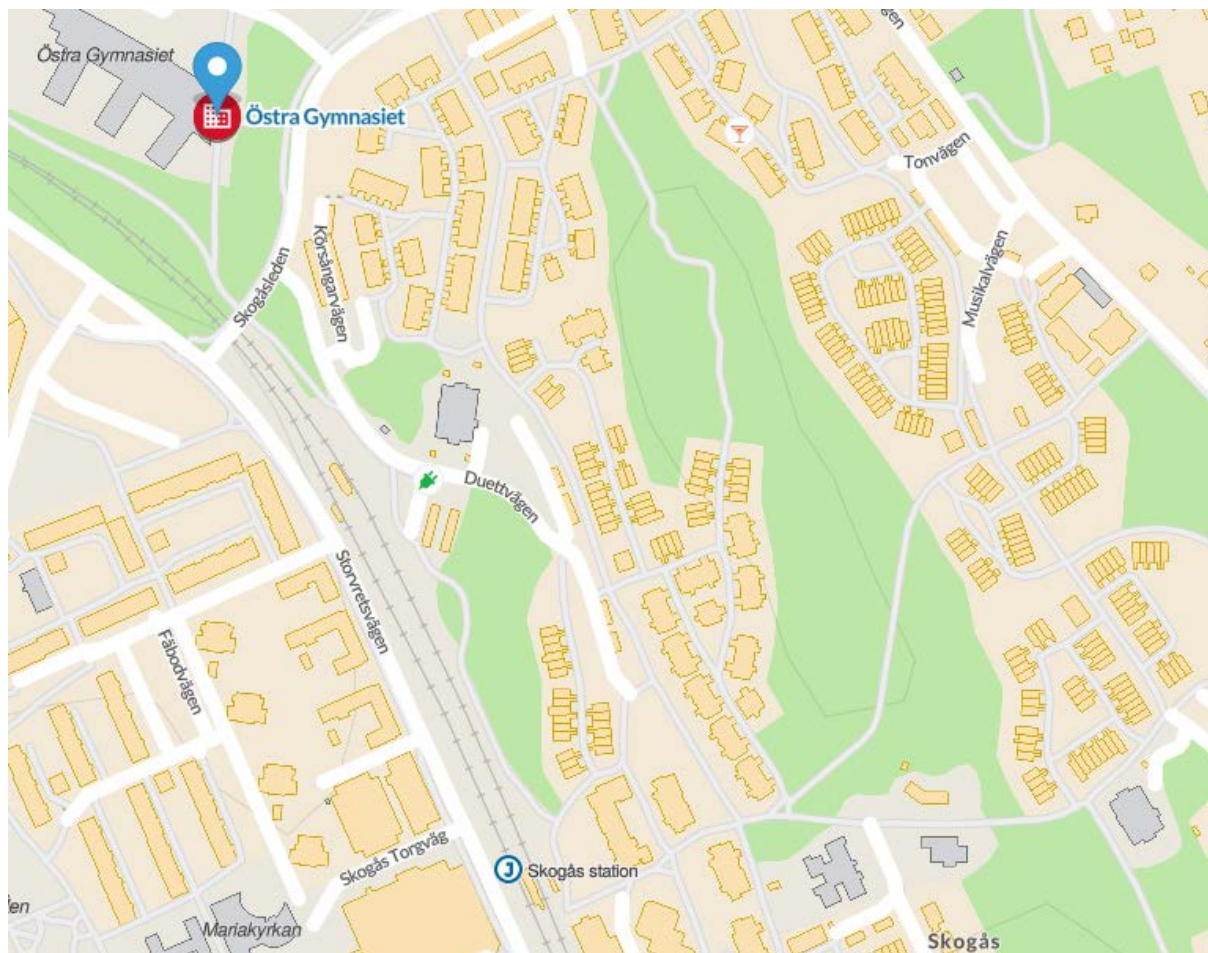 Östra Gymnasiet
Östra Gymnasiet
Tonvägen
Musikalvägen
Körsångarvägen
Skogåsleden
Duettvägen
Storvretsvägen
Fäbodvägen
Skogås Torgväg
J Skogås station
Mariakyrkan
Skogås